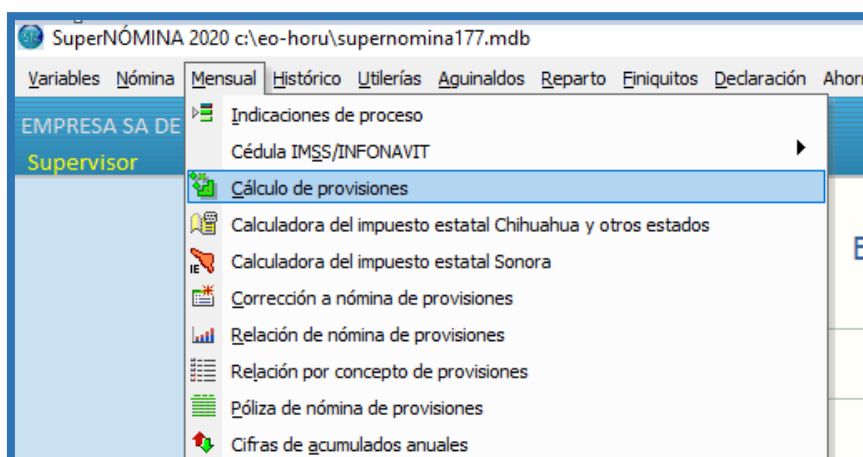 SuperNÓMINA 2020 c:\eo-horu\supernomina177.mdb
Variables Nómina Mensual Histórico Utilerías Aguinaldos Reparto Finiquitos Declaración Ahorr
EMPRESA SA DE
Supervisor
Indicaciones de proceso
Cédula IMSS/INFONAVIT
Cálculo de provisiones
Calculadora del impuesto estatal Chihuahua y otros estados
IE Calculadora del impuesto estatal Sonora
Corrección a nómina de provisiones
Relación de nómina de provisiones
Relación por concepto de provisiones
Póliza de nómina de provisiones
Cifras de acumulados anuales